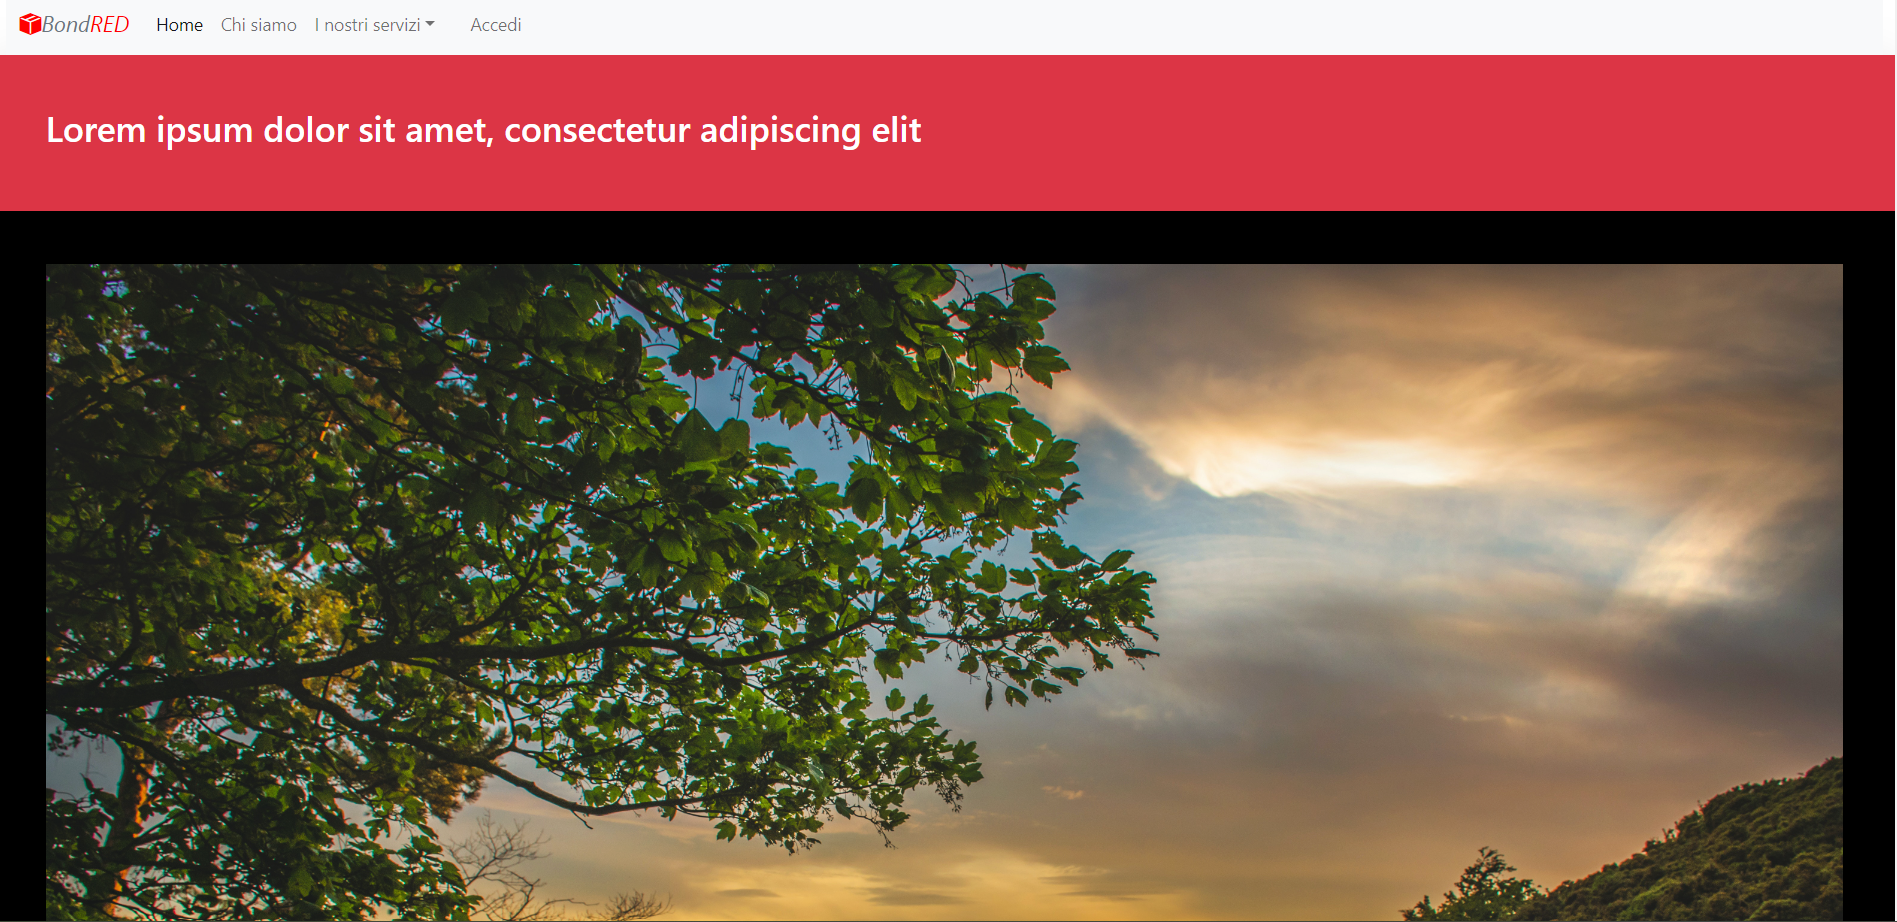 BondRED Home Chi siamo I nostri servizi Accedi
Lorem ipsum dolor sit amet, consectetur adipiscing elit